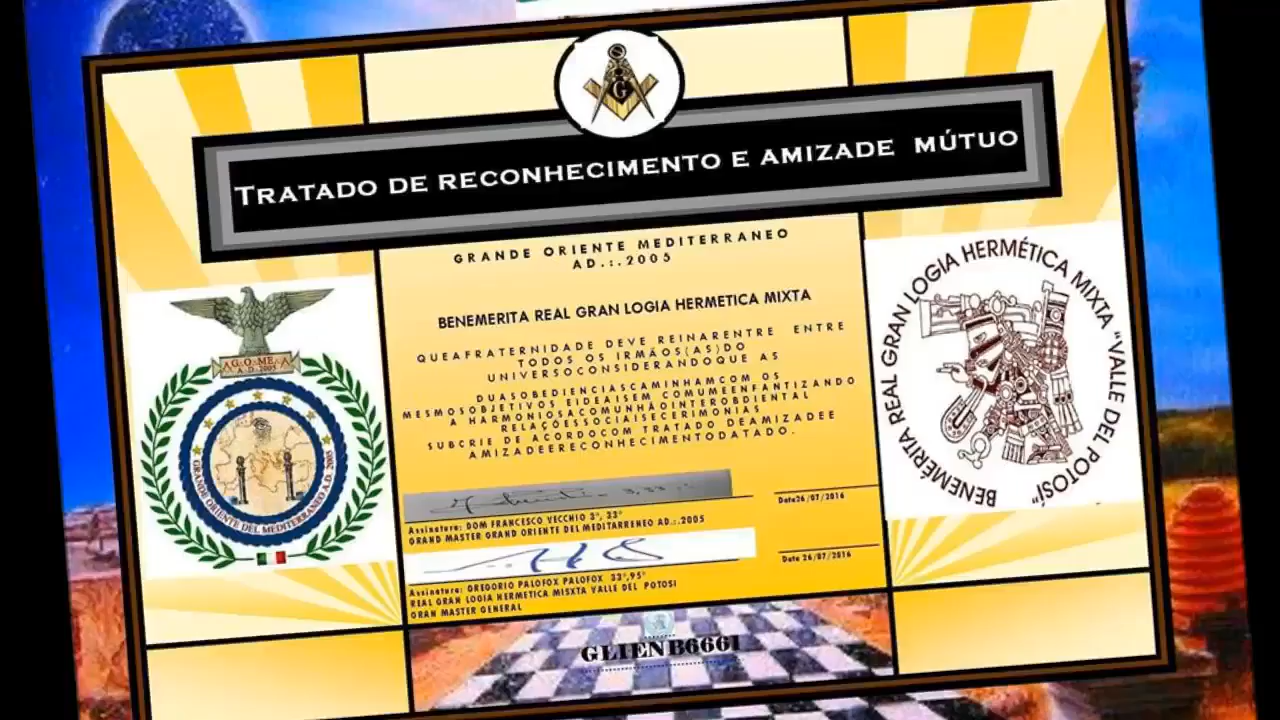 G
TRATADO DE RECONHECIMENTO E AMIZADE MÚTUO
GRANDE ORIENTE MEDITERRANEO
AD.:.2005
BENEMERITA REAL GRAN LOGIA HERMETICA MIXTA
QUEAFRATERNIDADE DEVE REINARENTRE ENTRE
TODOS OS IRMÃOS(AS)DO
UNIVERSOCONSIDERANDOQUE AS
DUASOBEDIENCIASCAMINHAMCOM OS
MESMOSOBJETIVOS EIDEAISEM COMUMEENFANTIZANDO
A HARMONIOSACOMUNHÃOINTEROBDIENTAL
RELAÇÕESSOCIAISECERIMONIAS
SUBCRIE DE ACORDOCOM TRATADO DEAMIZADEE
AMIZADEERECONHECIMENTODATADO.
Date26/07/2016
Assinatura: DOM FRANCESCO VECCHIO 3°, 33°
GRAND MASTER GRAND ORIENTE DEL MEDITARRENEO AD.:.2005
Date 26/07/2016
Assinatura: GREGORIO PALOFOX PALOFOX 33°,95°
REAL GRAN LOGIA HERMETICA MISXTA VALLE DEL POTOSI
GRAN MASTER GENERAL
A.D.2005
GRANDE ORIENTE DEL MEDITERRANEO A.D. 2005
BENEMÉRITA REAL GRAN LOGIA HERMÉTICA MIXTA "VALLE DEL POTOSÍ"
GLIENB6661